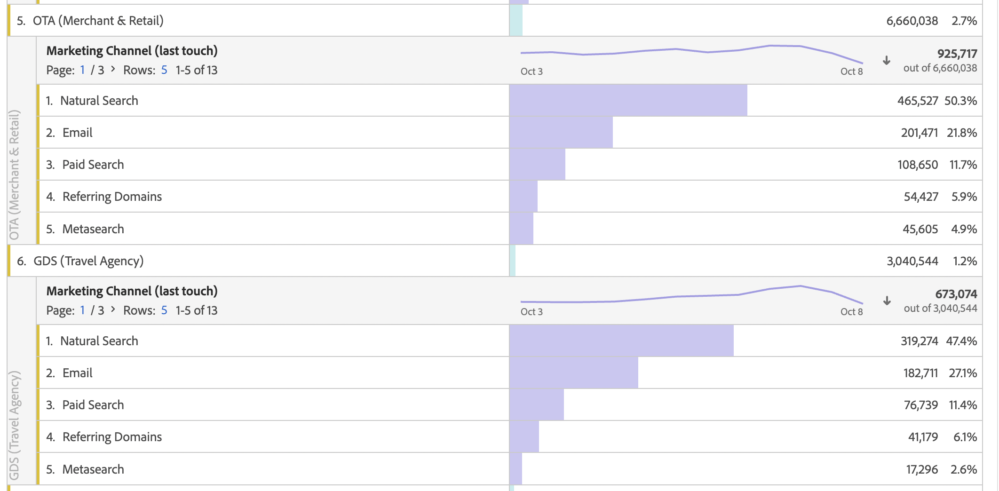 5. OTA (Merchant & Retail) 6,660,038 2.7%
Marketing Channel (last touch) 925,717
Page: 1 / 3 > Rows: 5 1-5 of 13 Oct 3 Oct 8 out of 6,660,038
OTA (Merchant & Retail)
1. Natural Search 465,527 50.3%
2. Email 201,471 21.8%
3. Paid Search 108,650 11.7%
4. Referring Domains 54,427 5.9%
5. Metasearch 45,605 4.9%
6. GDS (Travel Agency) 3,040,544 1.2%
Marketing Channel (last touch) 673,074
Page: 1 / 3 > Rows: 5 1-5 of 13 Oct 3 Oct 8 out of 3,040,544
GDS (Travel Agency)
1. Natural Search 319,274 47.4%
2. Email 182,711 27.1%
3. Paid Search 76,739 11.4%
4. Referring Domains 41,179 6.1%
5. Metasearch 17,296 2.6%